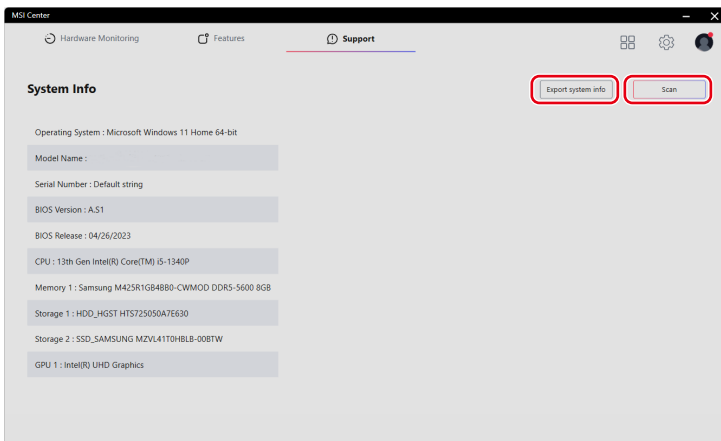 MSI Center
Hardware Monitoring
Features
Support
System Info
Export system info
Scan
Operating System : Microsoft Windows 11 Home 64-bit
Model Name :
Serial Number : Default string
BIOS Version : A.S1
BIOS Release : 04/26/2023
CPU : 13th Gen Intel(R) Core(TM) i5-1340P
Memory 1 : Samsung M425R1GB4BB0-CWMOD DDR5-5600 8GB
Storage 1 : HDD_HGST HTS725050A7E630
Storage 2 : SSD_SAMSUNG MZVL41T0HBLB-00BTW
GPU 1 : Intel(R) UHD Graphics